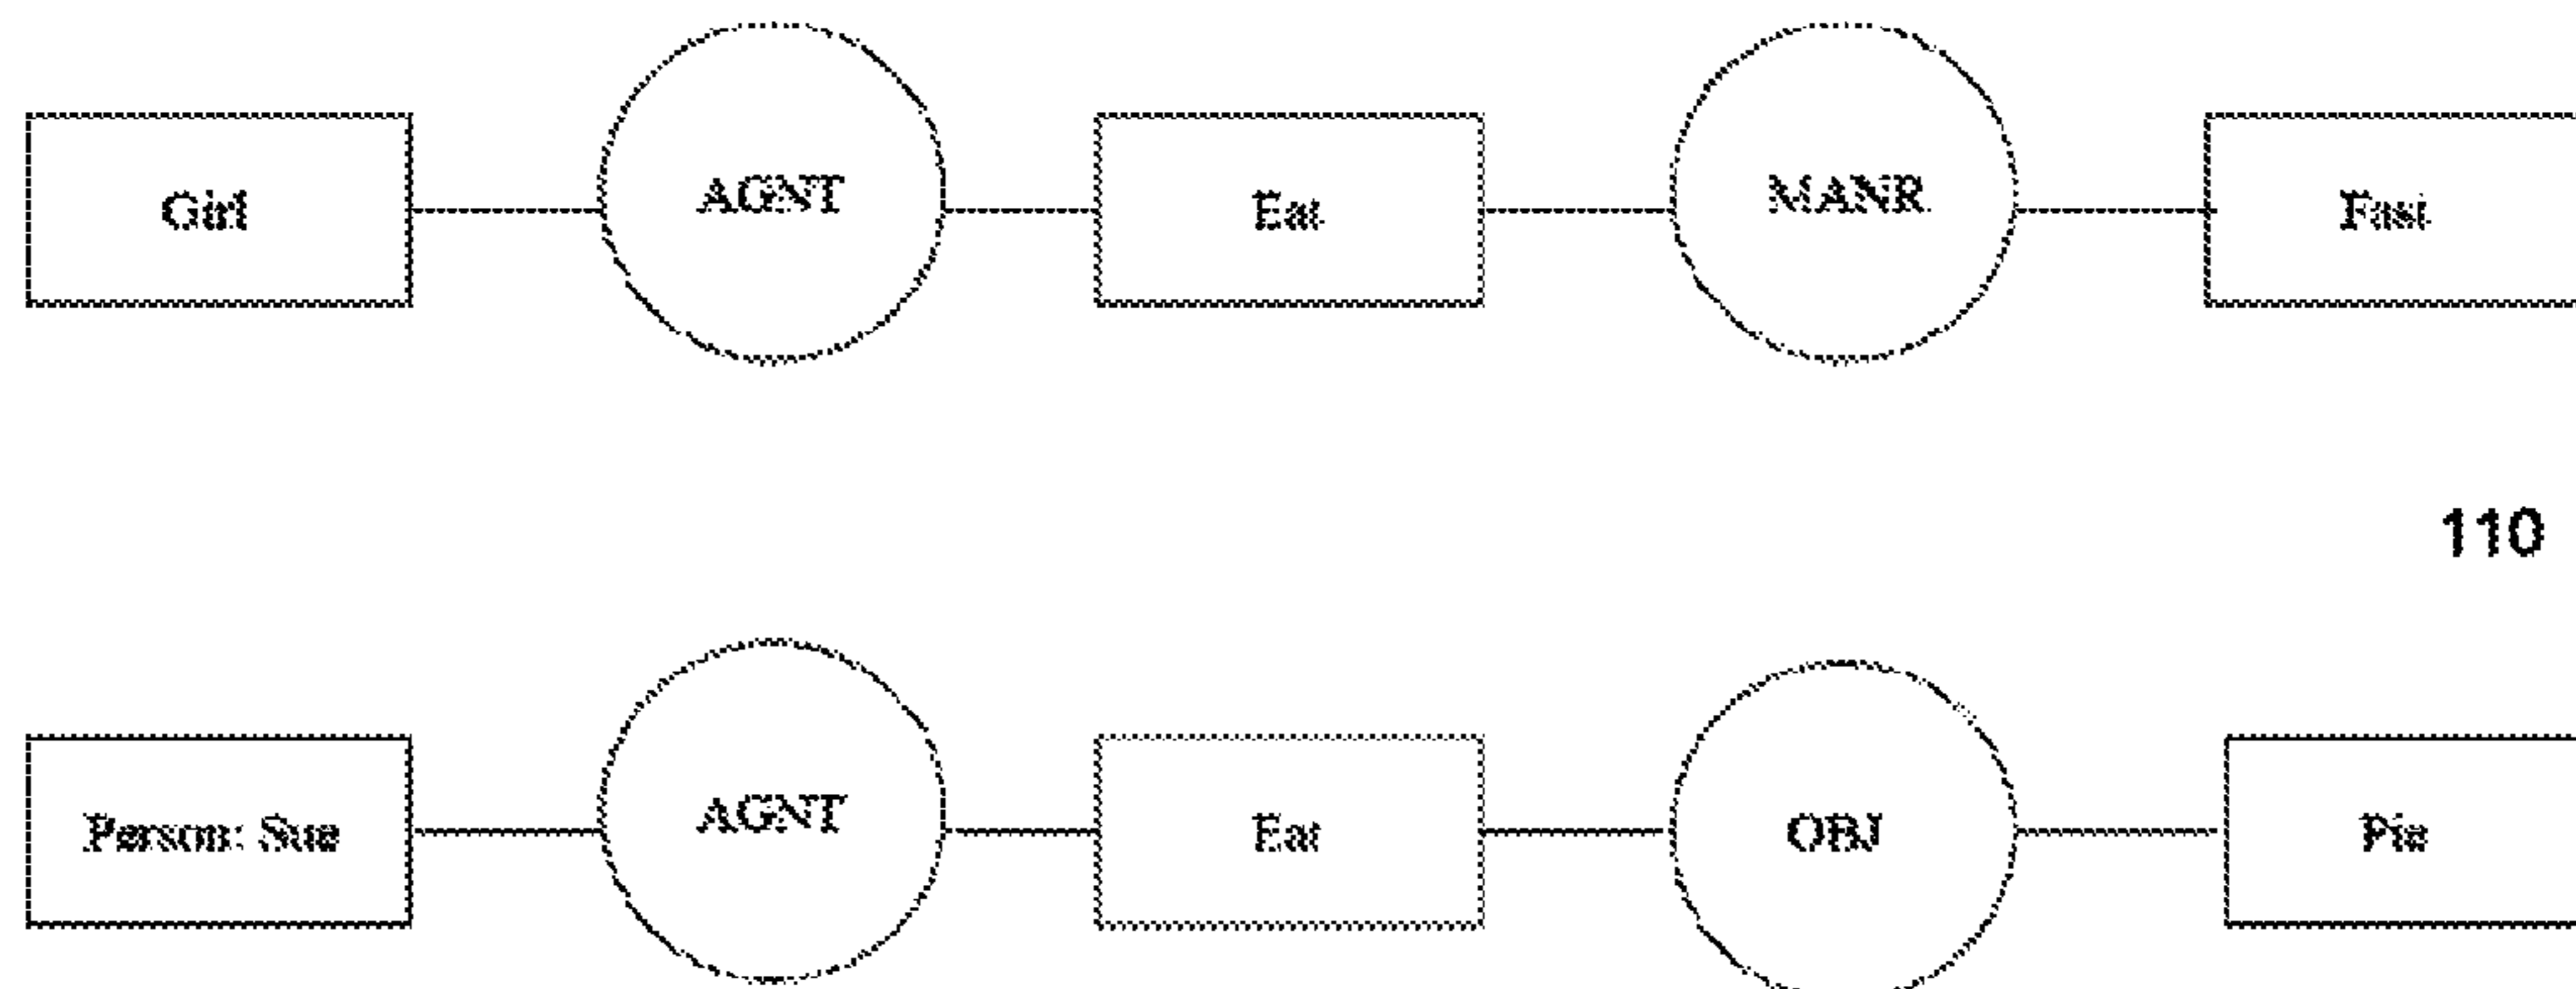 Girl AGNT Eat MANR Fast
110
Person: Sue AGNT Eat OBJ Pie